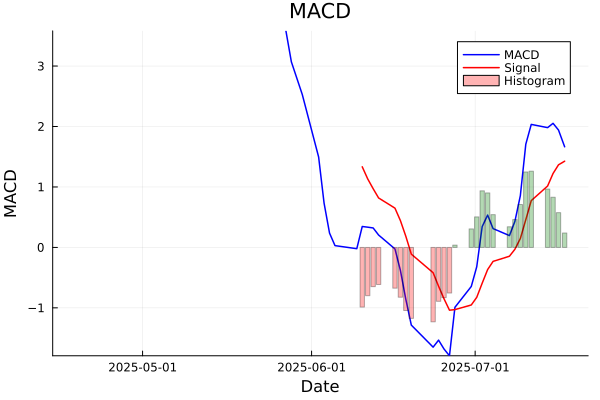 MACD
MACD
Signal
Histogram
3
2
1
0
−1
MACD
2025-05-01
2025-06-01
2025-07-01
Date